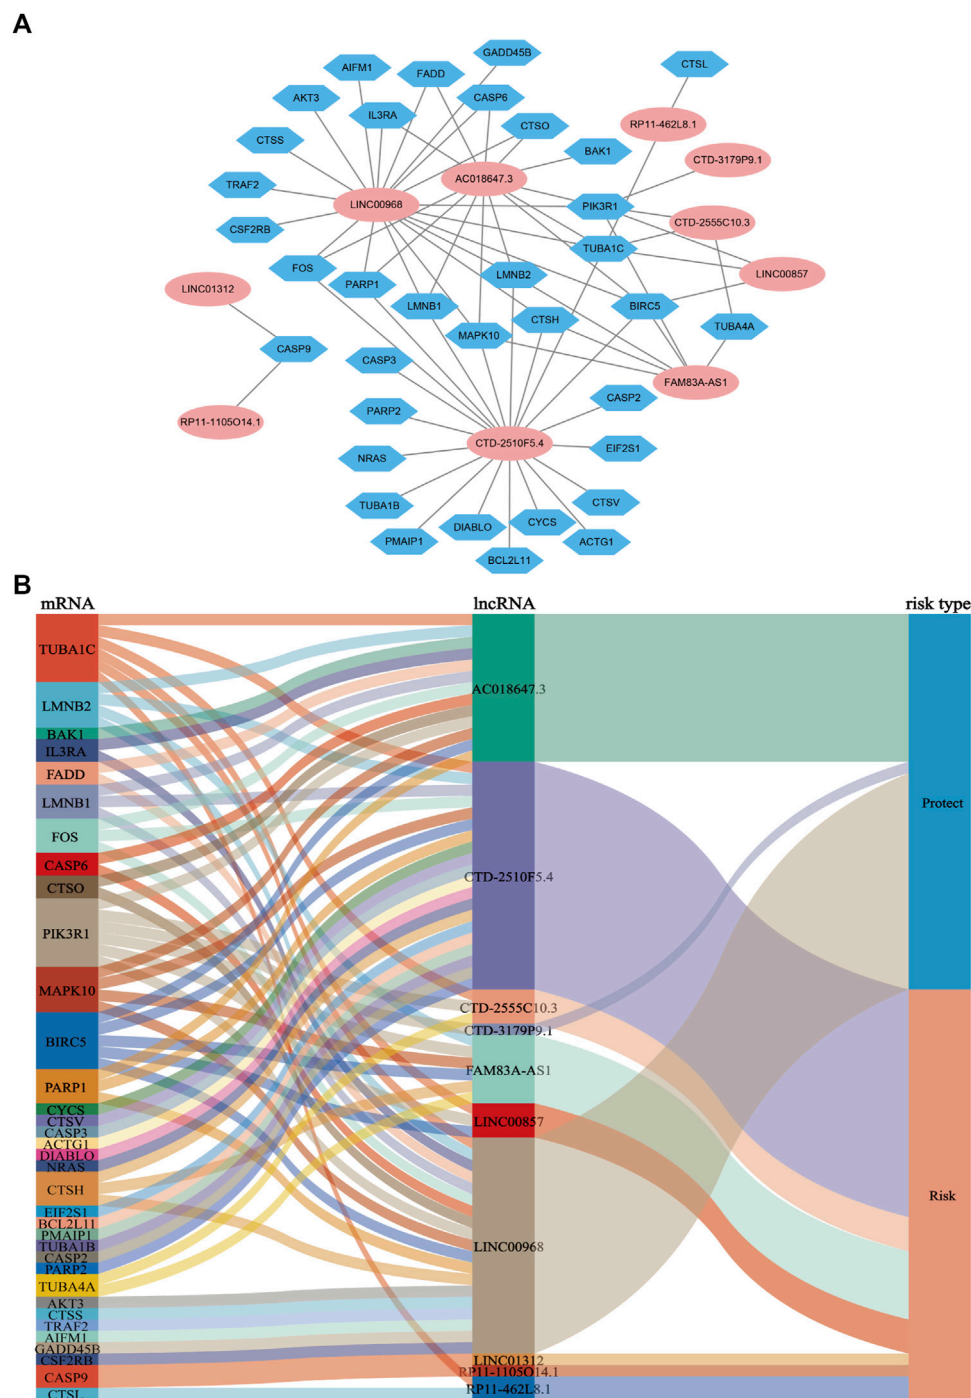 A
GADD45B
AIFM1
FADD
CTSL
AKT3
IL3RA
CASP6
CTSO
RP11-462L8.1
CTSS
BAK1
CTD-3179P9.1
TRAF2
AC018647.3
LINC00968
PIK3R1
CTD-2555C10.3
CSF2RB
TUBA1C
FOS
PARP1
LMNB2
LINC00857
LINC01312
LMNB1
BIRC5
MAPK10
CTSH
TUBA4A
CASP9
CASP3
FAM83A-AS1
CASP2
PARP2
RP11-1105O14.1
CTD-2510F5.4
EIF2S1
NRAS
TUBA1B
CTSV
DIABLO
CYCS
PMAIP1
ACTG1
BCL2L11
B
mRNA
lncRNA
risk type
TUBA1C
LMNB2
BAK1
IL3RA
FADD
LMNB1
FOS
CASP6
CTSO
PIK3R1
MAPK10
BIRC5
PARP1
CYCS
CTSV
CASP3
ACTG1
DIABLO
NRAS
CTSH
EIF2S1
BCL2L11
PMAIP1
TUBA1B
CASP2
PARP2
TUBA4A
AKT3
CTSS
TRAF2
AIFM1
GADD45B
CSF2RB
CASP9
CTSL
AC018647.3
CTD-2510F5.4
CTD-2555C10.3
CTD-3179P9.1
FAM83A-AS1
LINC00857
LINC00968
LINC01312
RP11-1105O14.1
RP11-462L8.1
Protect
Risk